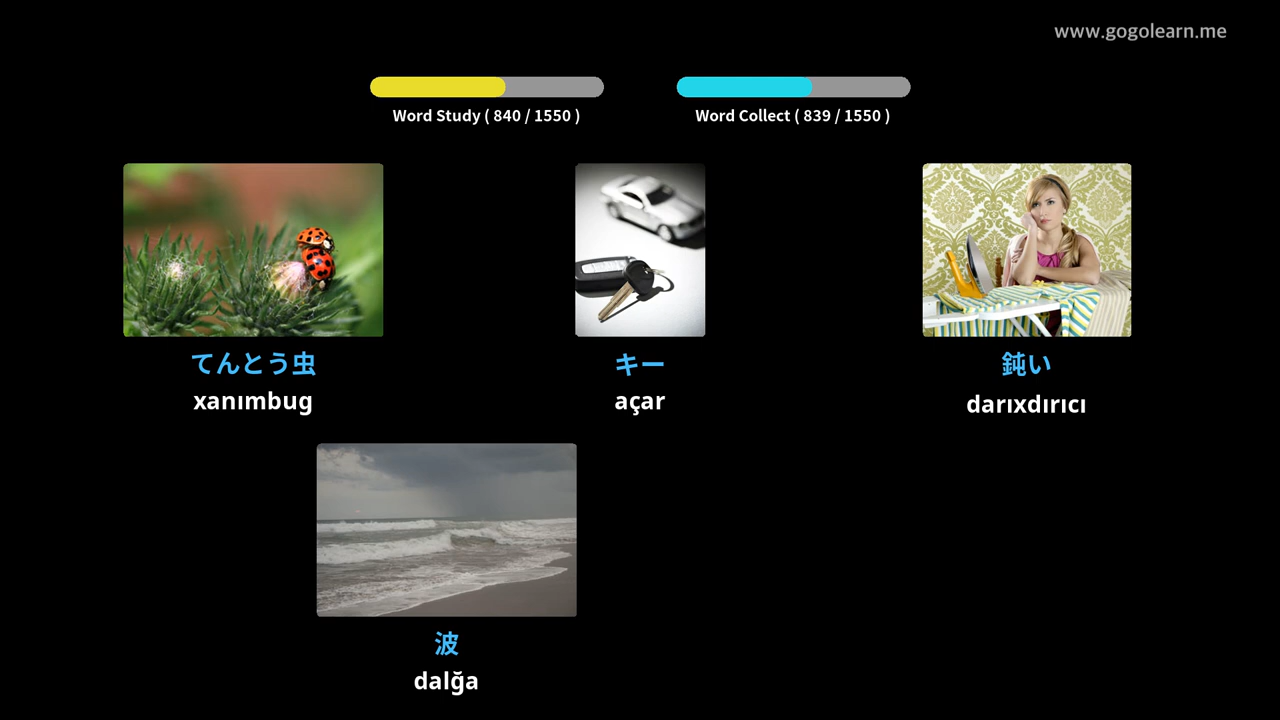 www.gogolearn.me
Word Study ( 840 / 1550 )
Word Collect ( 839 / 1550 )
てんとう虫
xanımbug
キー
açar
鈍い
darıxdırıcı
波
dalğa